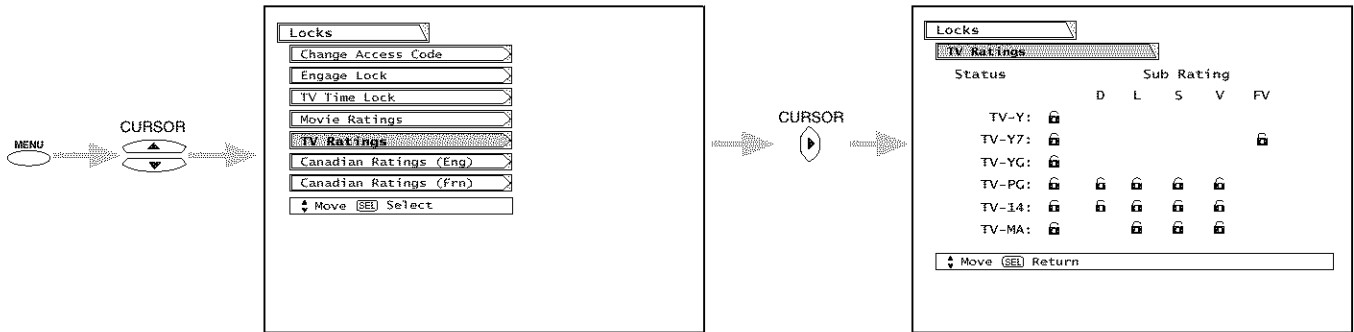 MENU
CURSOR
Locks
Change Access Code
Engage Lock
TV Time Lock
Movie Ratings
TV Ratings
Canadian Ratings (Eng)
Canadian Ratings (Frn)
Move SEL Select
CURSOR
Locks
TV Ratings
Status Sub Rating
D L S V FV
TV-Y:
TV-Y7:
TV-YG:
TV-PG:
TV-14:
TV-MA:
Move SEL Return